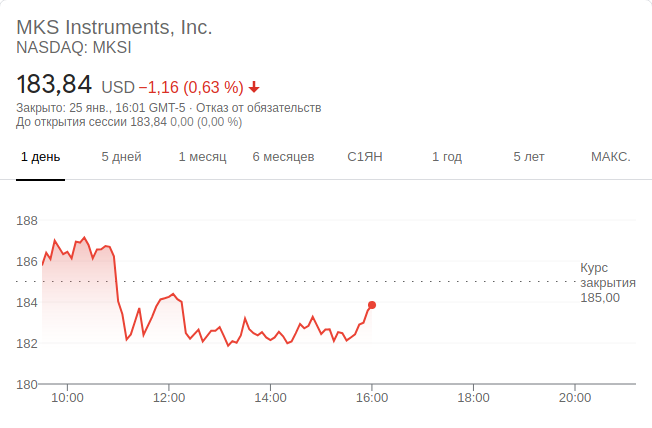 MKS Instruments, Inc.
NASDAQ: MKSI
183,84 USD −1,16 (0,63 %)
Закрыто: 25 янв., 16:01 GMT-5 · Отказ от обязательств
До открытия сессии 183,84 0,00 (0,00 %)
1 день 5 дней 1 месяц 6 месяцев С1ЯН 1 год 5 лет МАКС.
188
186
Курс
закрытия
185,00
184
182
180
10:00 12:00 14:00 16:00 18:00 20:00